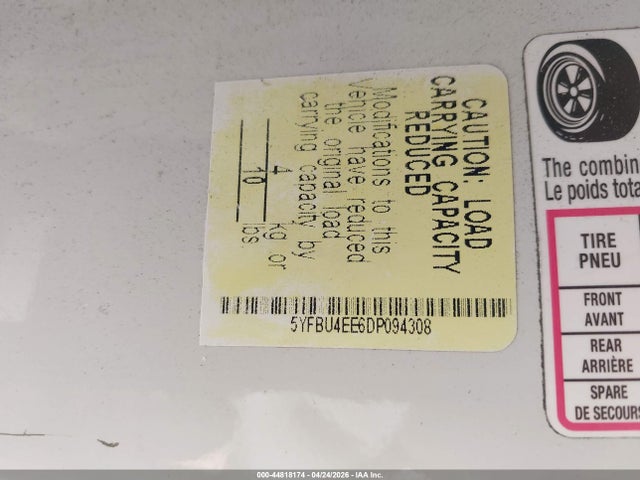 CAUTION: LOAD
CARRYING CAPACITY
REDUCED
Modifications to this
vehicle have reduced
the original load
carrying capacity by
4 kg or
10 lbs.
5YFBU4EE6DP094308
The combin
Le poids tota
TIRE
PNEU
FRONT
AVANT
REAR
ARRIÈRE
SPARE
DE SECOURS
000-44818174 - 04/24/2026 - IAA Inc.